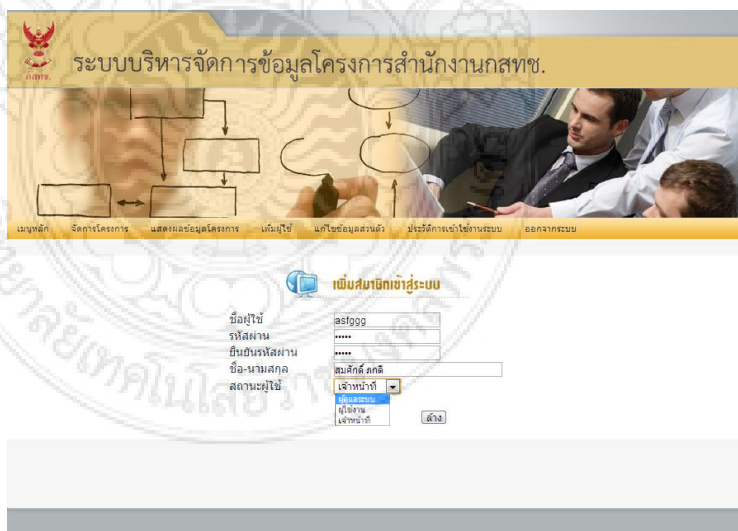 กสทช.
ระบบบริหารจัดการข้อมูลโครงการสำนักงานกสทช.
เมนูหลัก จัดการโครงการ แสดงผลข้อมูลโครงการ เพิ่มผู้ใช้ แก้ไขข้อมูลส่วนตัว ประวัติการเข้าใช้งานระบบ ออกจากระบบ
เพิ่มสมาชิกเข้าสู่ระบบ
ชื่อผู้ใช้ asfggg
รหัสผ่าน •••••
ยืนยันรหัสผ่าน •••••
ชื่อ-นามสกุล สมศักดิ์ ภกดี
สถานะผู้ใช้ เจ้าหน้าที่
ผู้ดูแลระบบ
ผู้ใช้งาน
เจ้าหน้าที่
ล้าง